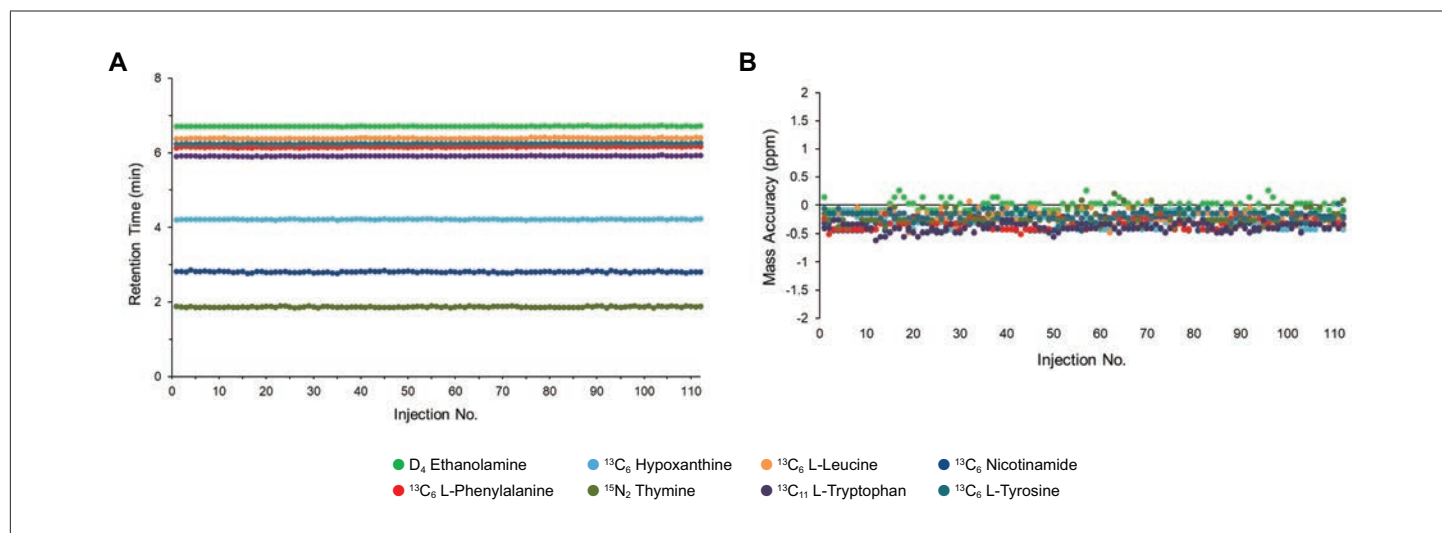 A
8
6
4
2
0
Retention Time (min)
0 10 20 30 40 50 60 70 80 90 100 110
Injection No.
B
2
1.5
1
0.5
0
-0.5
-1
-1.5
-2
Mass Accuracy (ppm)
0 10 20 30 40 50 60 70 80 90 100 110
Injection No.
D₄ Ethanolamine ¹³C₆ Hypoxanthine ¹³C₆ L-Leucine ¹³C₆ Nicotinamide
¹³C₆ L-Phenylalanine ¹⁵N₂ Thymine ¹³C₁₁ L-Tryptophan ¹³C₆ L-Tyrosine